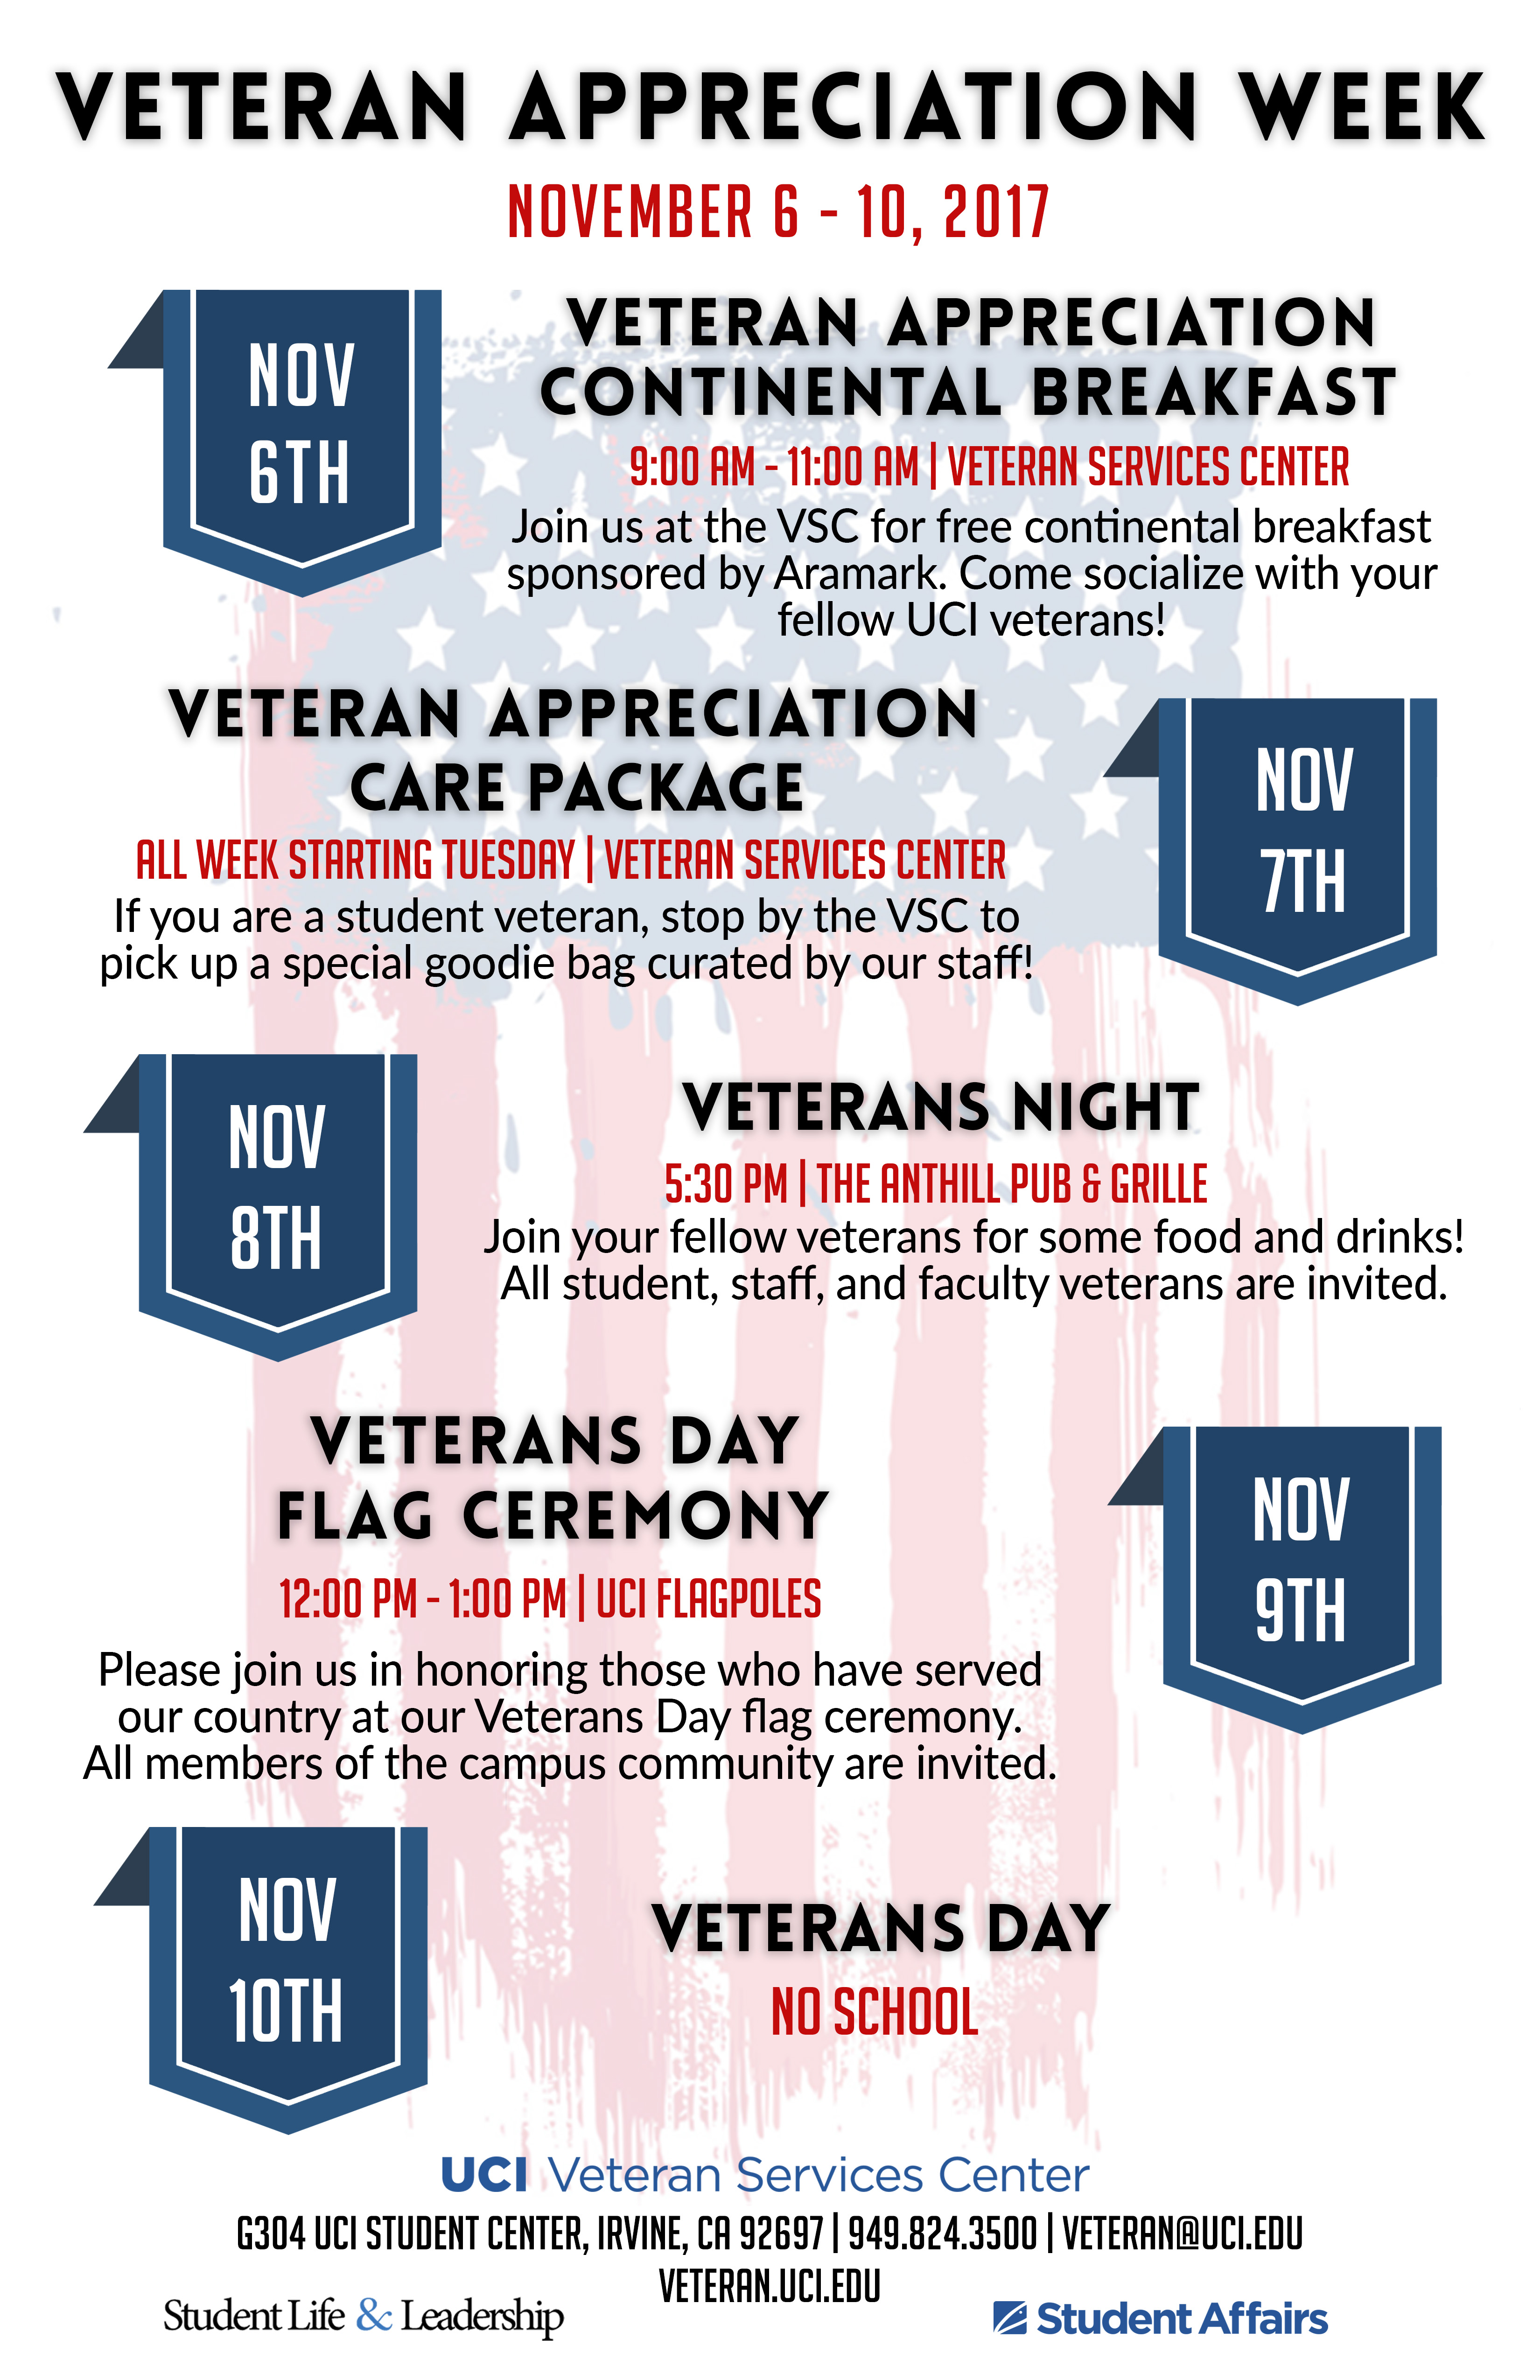 VETERAN APPRECIATION WEEK
NOVEMBER 6 - 10, 2017
NOV
6TH
VETERAN APPRECIATION
CONTINENTAL BREAKFAST
9:00 AM - 11:00 AM | VETERAN SERVICES CENTER
Join us at the VSC for free continental breakfast
sponsored by Aramark. Come socialize with your
fellow UCI veterans!
VETERAN APPRECIATION
CARE PACKAGE
ALL WEEK STARTING TUESDAY | VETERAN SERVICES CENTER
If you are a student veteran, stop by the VSC to
pick up a special goodie bag curated by our staff!
NOV
7TH
NOV
8TH
VETERANS NIGHT
5:30 PM | THE ANTHILL PUB & GRILLE
Join your fellow veterans for some food and drinks!
All student, staff, and faculty veterans are invited.
VETERANS DAY
FLAG CEREMONY
12:00 PM - 1:00 PM | UCI FLAGPOLES
Please join us in honoring those who have served
our country at our Veterans Day flag ceremony.
All members of the campus community are invited.
NOV
9TH
NOV
10TH
VETERANS DAY
NO SCHOOL
UCI Veteran Services Center
G304 UCI STUDENT CENTER, IRVINE, CA 92697 | 949.824.3500 | VETERAN@UCI.EDU
VETERAN.UCI.EDU
Student Life & Leadership
Student Affairs